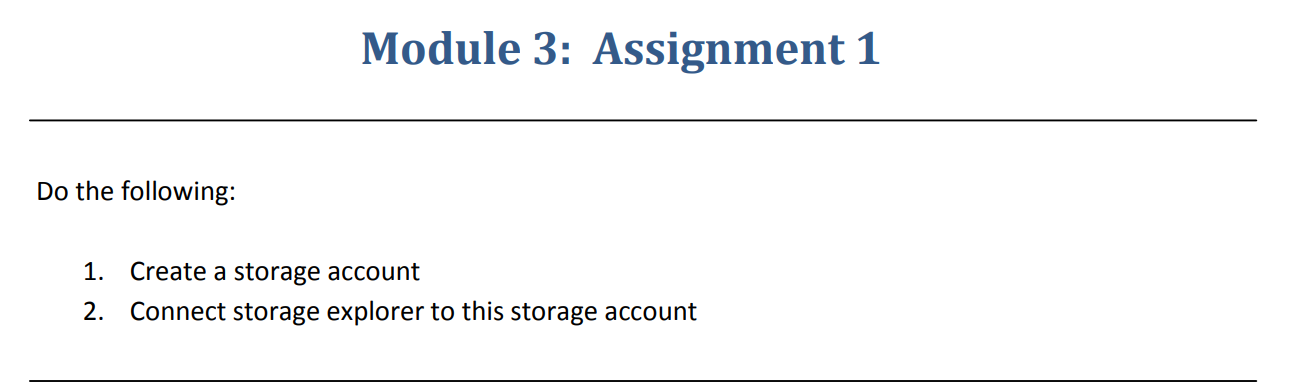 Module 3:  Assignment 1
Do the following:
1. Create a storage account
2. Connect storage explorer to this storage account